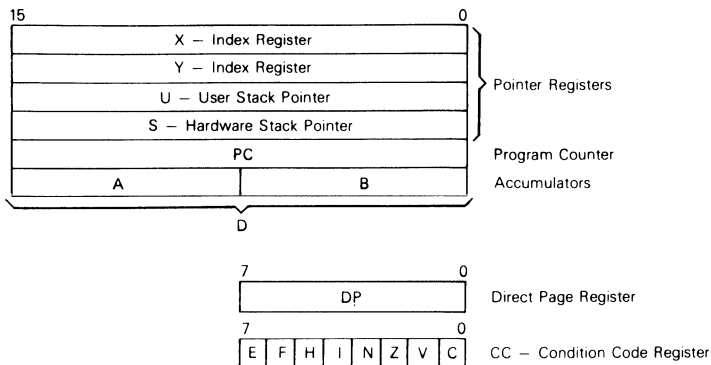 15 0
X — Index Register
Y — Index Register
U — User Stack Pointer
S — Hardware Stack Pointer
Pointer Registers
PC Program Counter
A B Accumulators
D
7 0
DP Direct Page Register
7 0
E F H I N Z V C CC — Condition Code Register